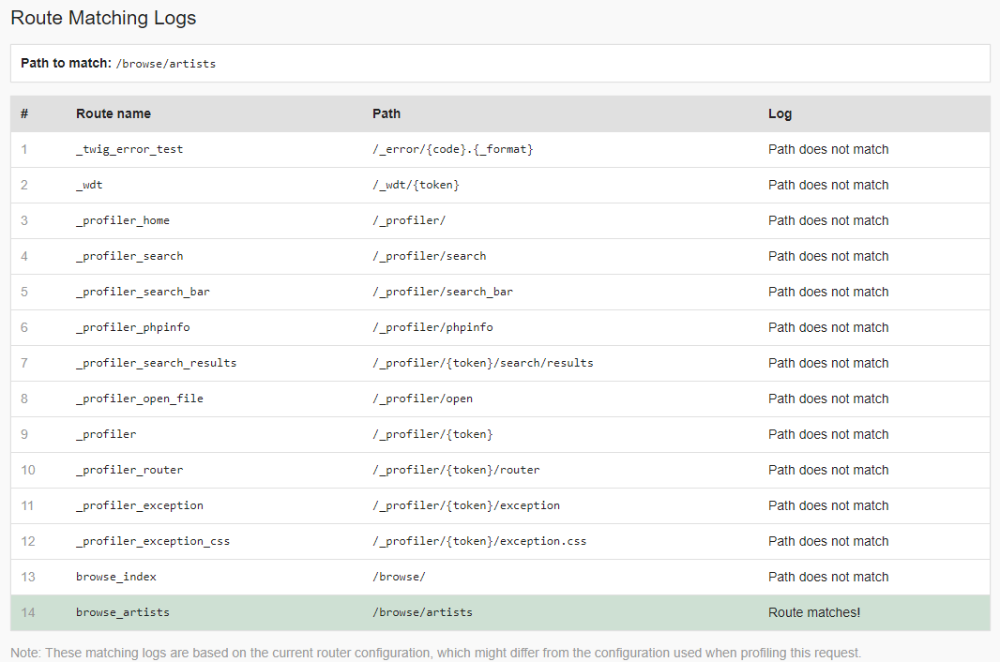 Route Matching Logs
Path to match: /browse/artists
# Route name Path Log
1 _twig_error_test /_error/{code}.{_format} Path does not match
2 _wdt /_wdt/{token} Path does not match
3 _profiler_home /_profiler/ Path does not match
4 _profiler_search /_profiler/search Path does not match
5 _profiler_search_bar /_profiler/search_bar Path does not match
6 _profiler_phpinfo /_profiler/phpinfo Path does not match
7 _profiler_search_results /_profiler/{token}/search/results Path does not match
8 _profiler_open_file /_profiler/open Path does not match
9 _profiler /_profiler/{token} Path does not match
10 _profiler_router /_profiler/{token}/router Path does not match
11 _profiler_exception /_profiler/{token}/exception Path does not match
12 _profiler_exception_css /_profiler/{token}/exception.css Path does not match
13 browse_index /browse/ Path does not match
14 browse_artists /browse/artists Route matches!
Note: These matching logs are based on the current router configuration, which might differ from the configuration used when profiling this request.